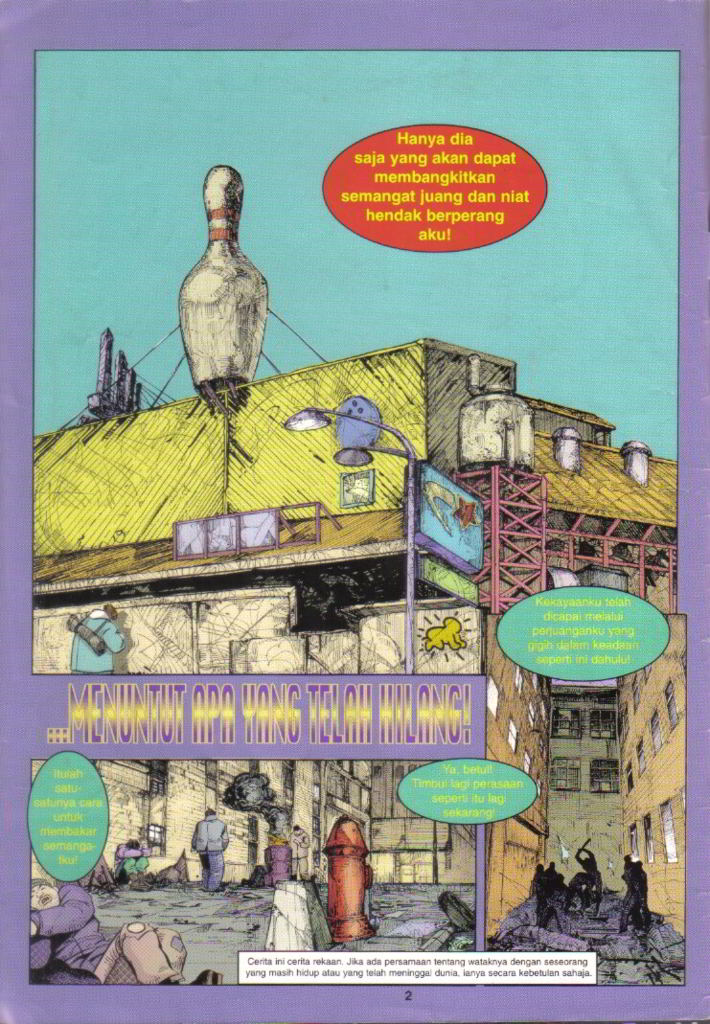 Hanya dia
saja yang akan dapat
membangkitkan
semangat juang dan niat
hendak berperang
aku!
Kekayaanku telah
dicapai melalui
perjuanganku yang
gigih dalam keadaan
seperti ini dahulu!
...MENUNTUT APA YANG TELAH HILANG!
Itulah
satu-
satunya cara
untuk
membakar
semanga-
tku!
Ya, betul!
Timbul lagi perasaan
seperti itu lagi
sekarang!
Cerita ini cerita rekaan. Jika ada persamaan tentang wataknya dengan seseorang
yang masih hidup atau yang telah meninggal dunia, ianya secara kebetulan sahaja.
2